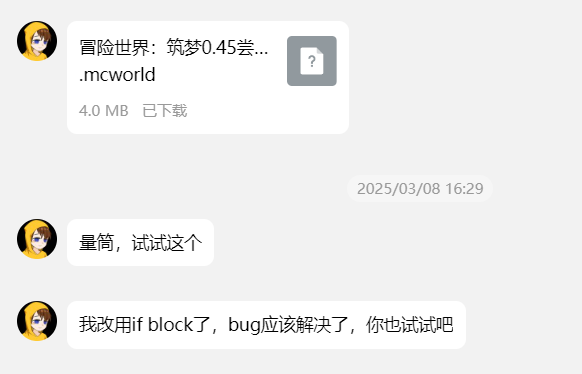 冒险世界：筑梦0.45尝...
.mcworld
4.0 MB 已下载
2025/03/08 16:29
量筒，试试这个
我改用if block了，bug应该解决了，你也试试吧